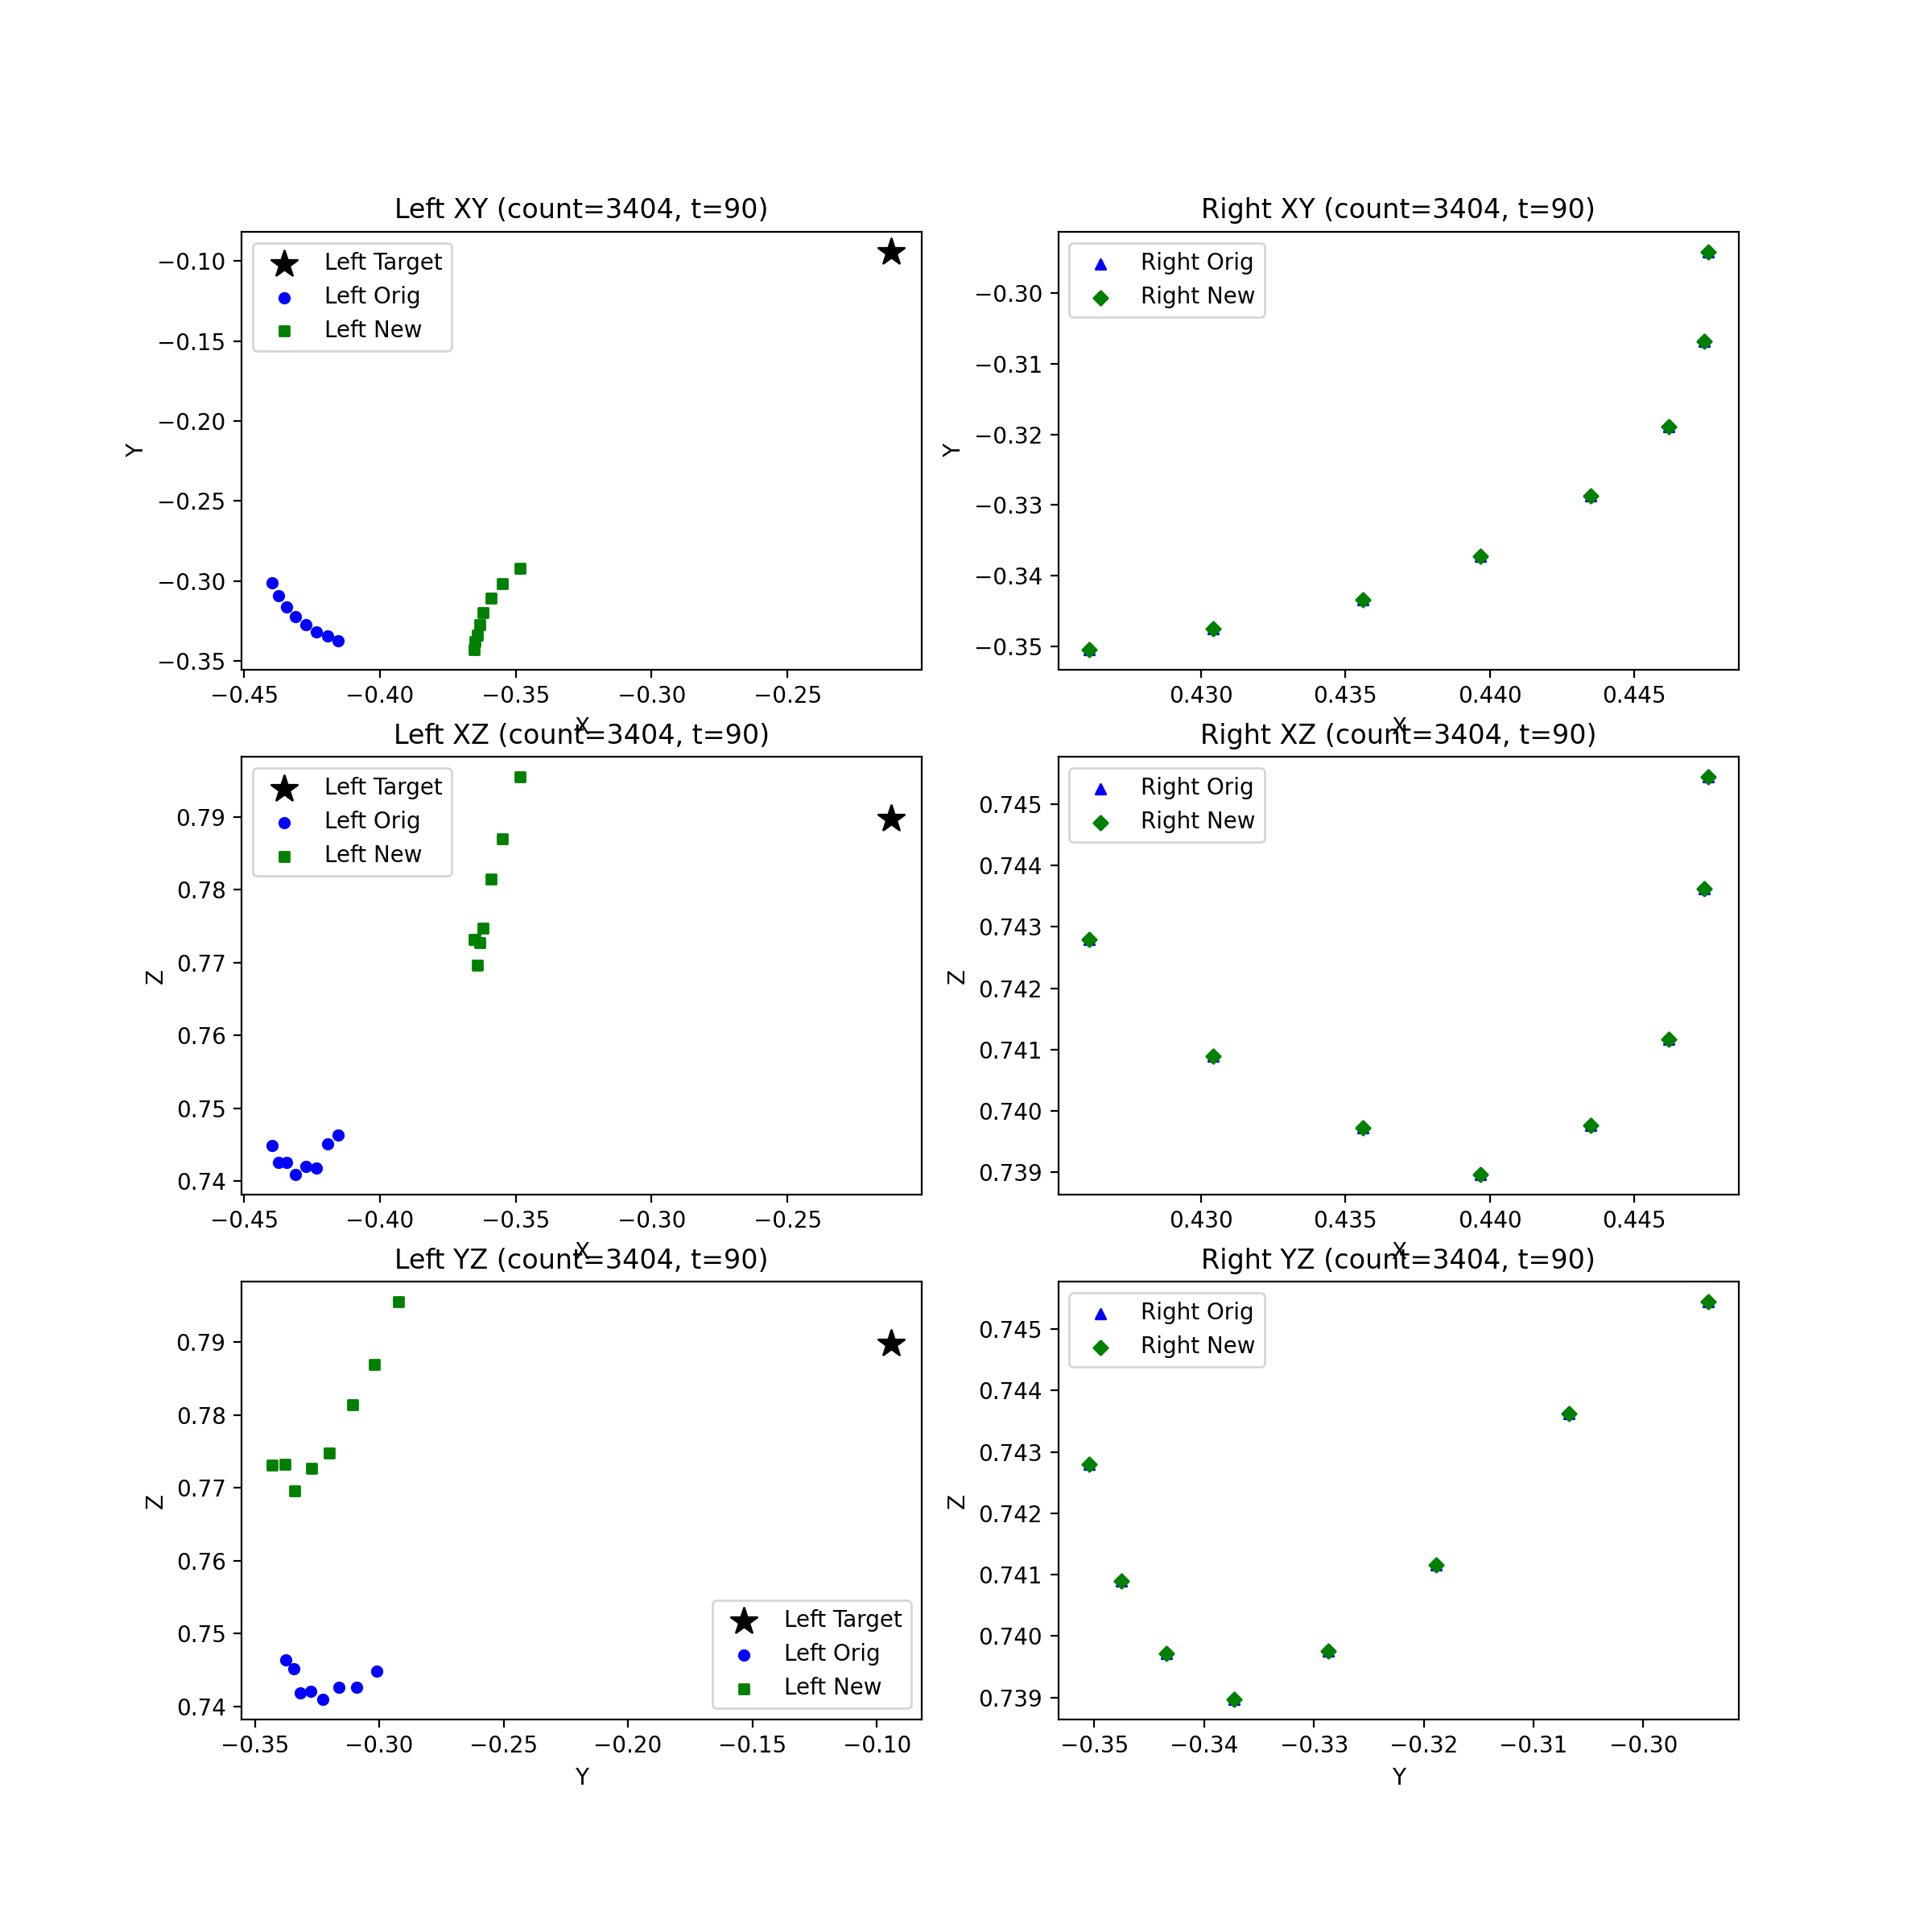 Left XY (count=3404, t=90)
Left Target
Left Orig
Left New
−0.10
−0.15
−0.20
−0.25
−0.30
−0.35
Y
−0.45
−0.40
−0.35
−0.30
−0.25
X
Right XY (count=3404, t=90)
Right Orig
Right New
−0.30
−0.31
−0.32
−0.33
−0.34
−0.35
Y
0.430
0.435
0.440
0.445
X
Left XZ (count=3404, t=90)
Left Target
Left Orig
Left New
0.79
0.78
0.77
0.76
0.75
0.74
Z
−0.45
−0.40
−0.35
−0.30
−0.25
X
Right XZ (count=3404, t=90)
Right Orig
Right New
0.745
0.744
0.743
0.742
0.741
0.740
0.739
Z
0.430
0.435
0.440
0.445
X
Left YZ (count=3404, t=90)
0.79
0.78
0.77
0.76
0.75
0.74
Z
Left Target
Left Orig
Left New
−0.35
−0.30
−0.25
−0.20
−0.15
−0.10
Y
Right YZ (count=3404, t=90)
Right Orig
Right New
0.745
0.744
0.743
0.742
0.741
0.740
0.739
Z
−0.35
−0.34
−0.33
−0.32
−0.31
−0.30
Y